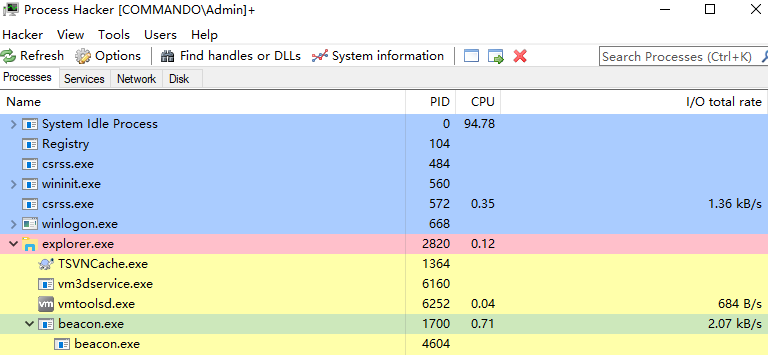 Process Hacker [COMMANDO\Admin]+
Hacker View Tools Users Help
Refresh Options Find handles or DLLs System information Search Processes (Ctrl+K)
Processes Services Network Disk
Name PID CPU I/O total rate
System Idle Process 0 94.78
Registry 104
csrss.exe 484
wininit.exe 560
csrss.exe 572 0.35 1.36 kB/s
winlogon.exe 668
explorer.exe 2820 0.12
TSVNCache.exe 1364
vm3dservice.exe 6160
vm vmtoolsd.exe 6252 0.04 684 B/s
beacon.exe 1700 0.71 2.07 kB/s
beacon.exe 4604